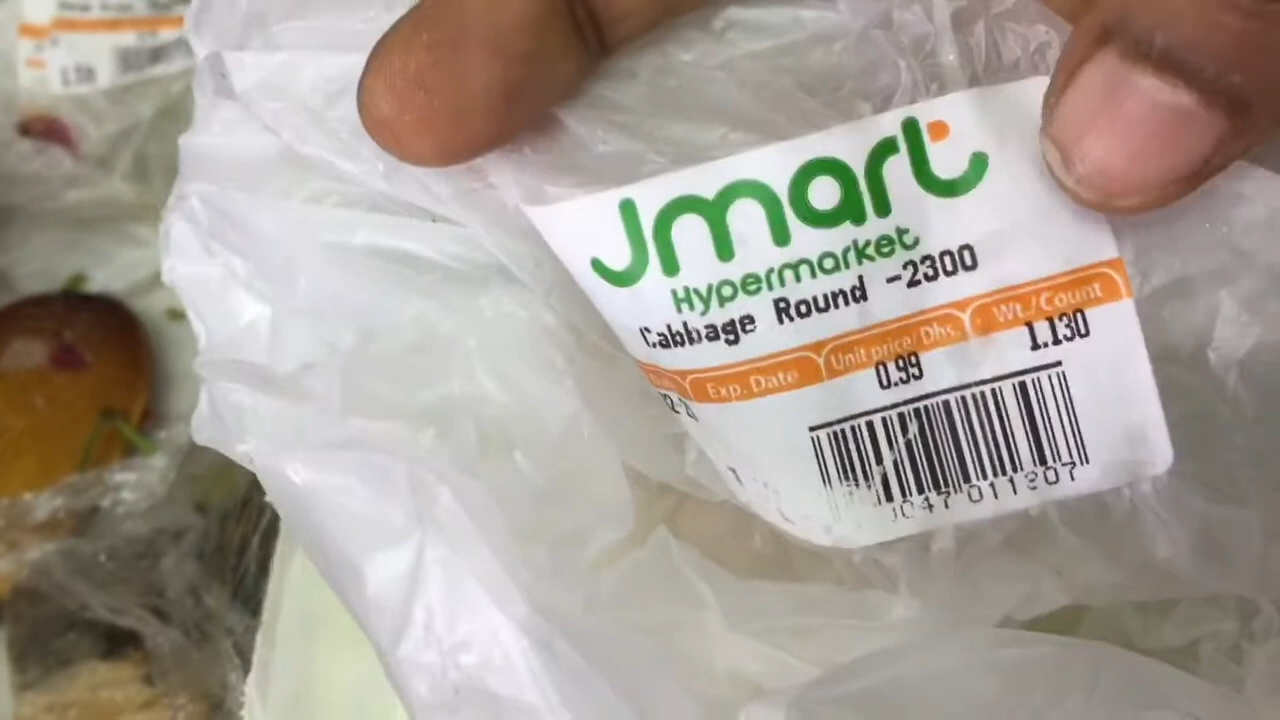 Jmart
Hypermarket
Cabbage Round -2300
Exp. Date Unit price/ Dhs. Wt./Count
0.99 1.130